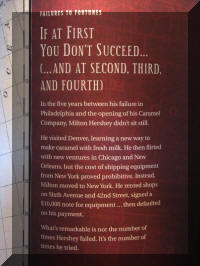 FAILURES TO FORTUNES
IF AT FIRST
YOU DON'T SUCCEED...
(...AND AT SECOND, THIRD,
AND FOURTH)
In the five years between his failure in
Philadelphia and the opening of his Caramel
Company, Milton Hershey didn't sit still.
He visited Denver, learning a new way to
make caramel with fresh milk. He then flirted
with new ventures in Chicago and New
Orleans, but the cost of shipping equipment
from New York proved prohibitive. Instead,
Milton moved to New York. He rented shops
on Sixth Avenue and 42nd Street, signed a
$10,000 note for equipment... then defaulted
on his payment.
What's remarkable is not the number of
times Hershey failed. It's the number of
times he tried.